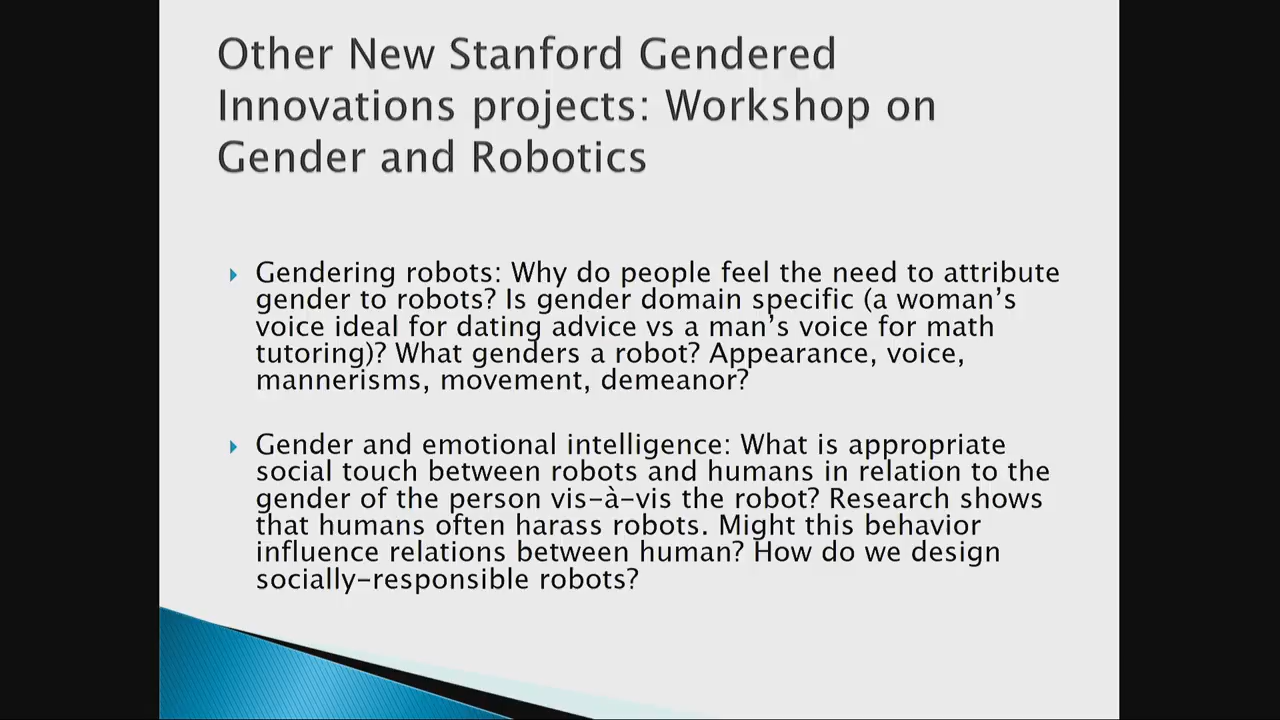 Other New Stanford Gendered
Innovations projects: Workshop on
Gender and Robotics
Gendering robots: Why do people feel the need to attribute
gender to robots? Is gender domain specific (a woman's
voice ideal for dating advice vs a man's voice for math
tutoring)? What genders a robot? Appearance, voice,
mannerisms, movement, demeanor?
Gender and emotional intelligence: What is appropriate
social touch between robots and humans in relation to the
gender of the person vis-à-vis the robot? Research shows
that humans often harass robots. Might this behavior
influence relations between human? How do we design
socially-responsible robots?